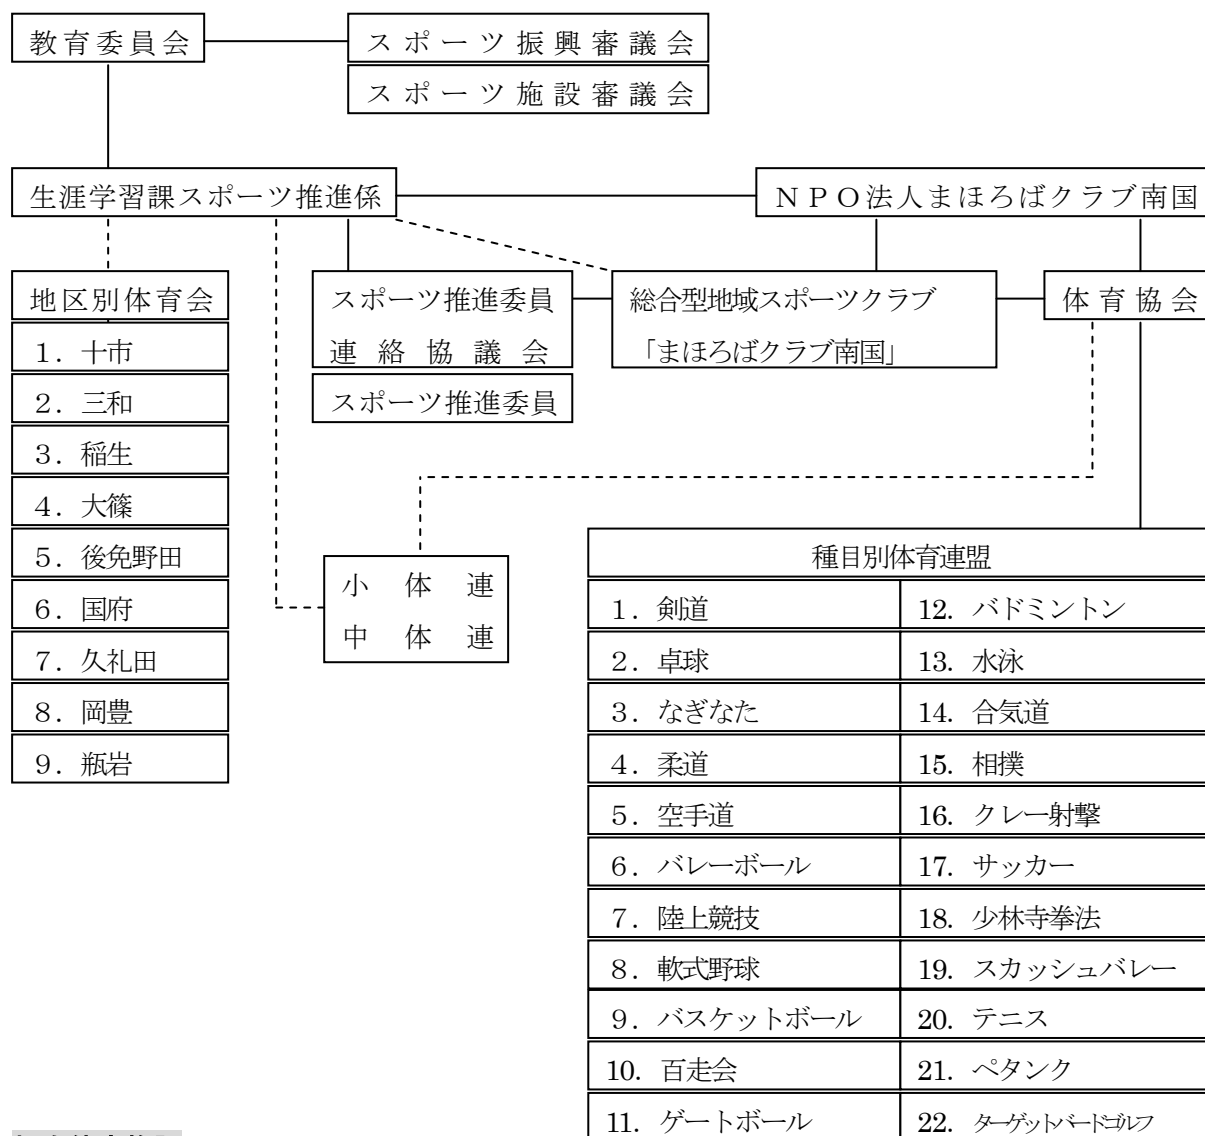 教育委員会
スポーツ振興審議会
スポーツ施設審議会
生涯学習課スポーツ推進係
ＮＰＯ法人まほろばクラブ南国
地区別体育会
１．十市
２．三和
３．稲生
４．大篠
５．後免野田
６．国府
７．久礼田
８．岡豊
９．瓶岩
スポーツ推進委員
連絡協議会
スポーツ推進委員
総合型地域スポーツクラブ
「まほろばクラブ南国」
体育協会
小体連
中体連
種目別体育連盟
１．剣道
２．卓球
３．なぎなた
４．柔道
５．空手道
６．バレーボール
７．陸上競技
８．軟式野球
９．バスケットボール
10．百走会
11．ゲートボール
12．バドミントン
13．水泳
14．合気道
15．相撲
16．クレー射撃
17．サッカー
18．少林寺拳法
19．スカッシュバレー
20．テニス
21．ペタンク
22．ターゲットバードゴルフ